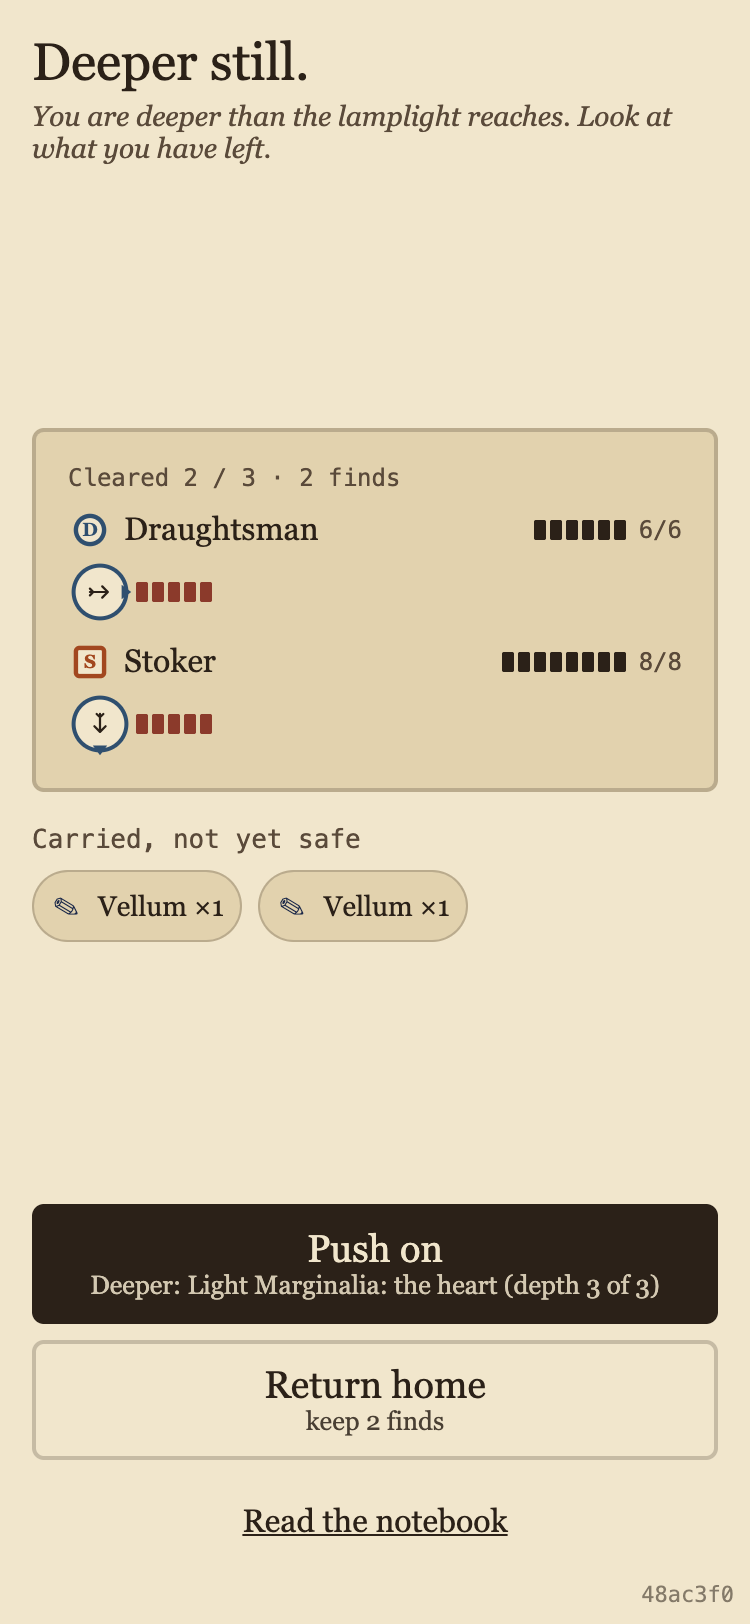 Deeper still.
You are deeper than the lamplight reaches. Look at
what you have left.
Cleared 2 / 3 · 2 finds
D Draughtsman 6/6
S Stoker 8/8
Carried, not yet safe
Vellum ×1 Vellum ×1
Push on
Deeper: Light Marginalia: the heart (depth 3 of 3)
Return home
keep 2 finds
Read the notebook
48ac3f0